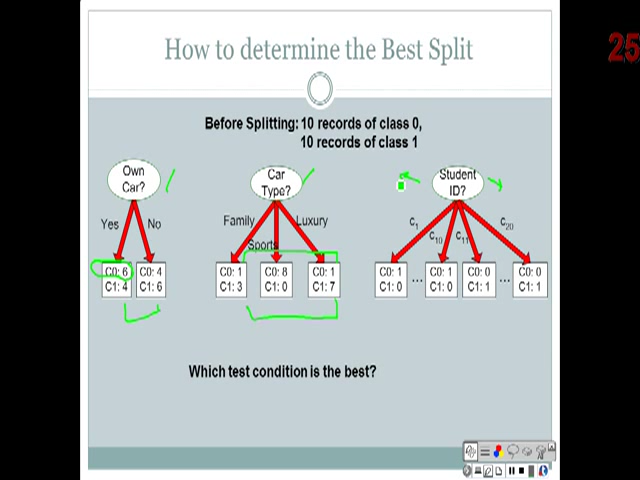 25
How to determine the Best Split
Before Splitting: 10 records of class 0,
10 records of class 1
Own
Car?
Yes
No
C0: 6
C1: 4
C0: 4
C1: 6
Car
Type?
Family
Sports
Luxury
C0: 1
C1: 3
C0: 8
C1: 0
C0: 1
C1: 7
Student
ID?
c1
c10
c11
c20
C0: 1
C1: 0
...
C0: 1
C1: 0
C0: 0
C1: 1
...
C0: 0
C1: 1
Which test condition is the best?